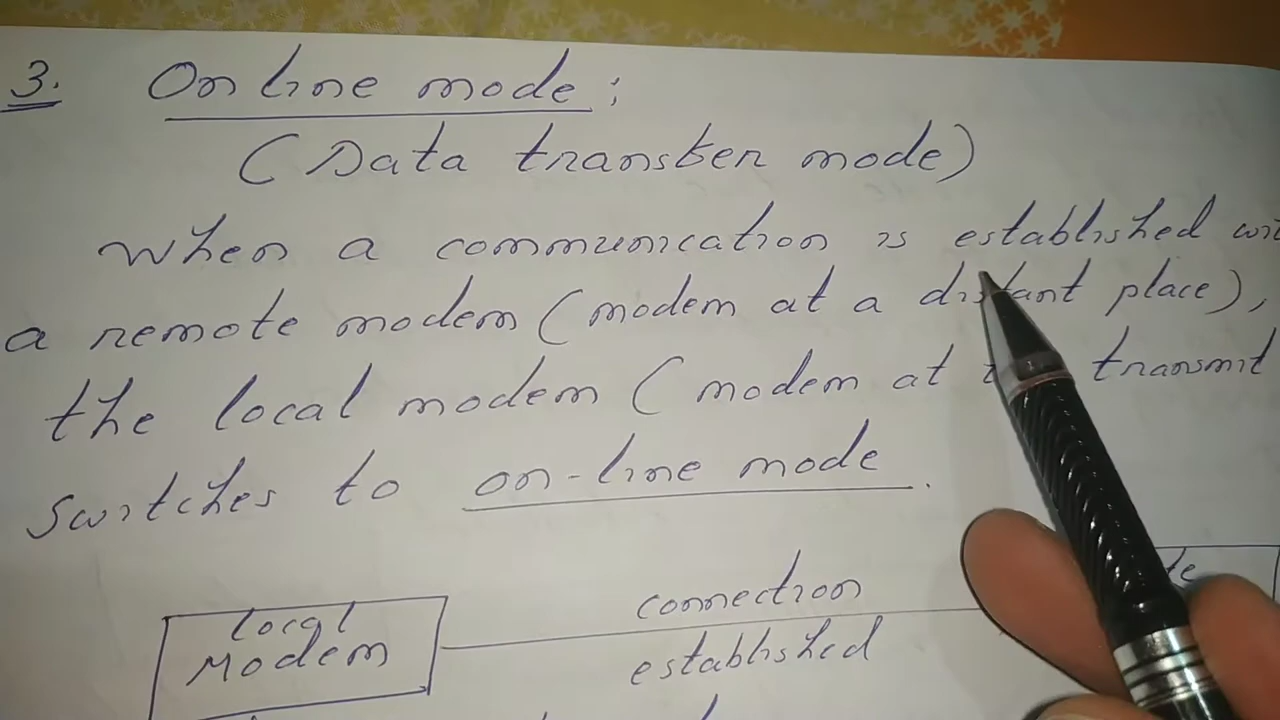 3. On line mode:
(Data transfer mode)
When a communication is established
a remote modem (modem at a distant place),
the local modem (modem at transmit
switches to on-line mode.
connection
established
Local
Modem